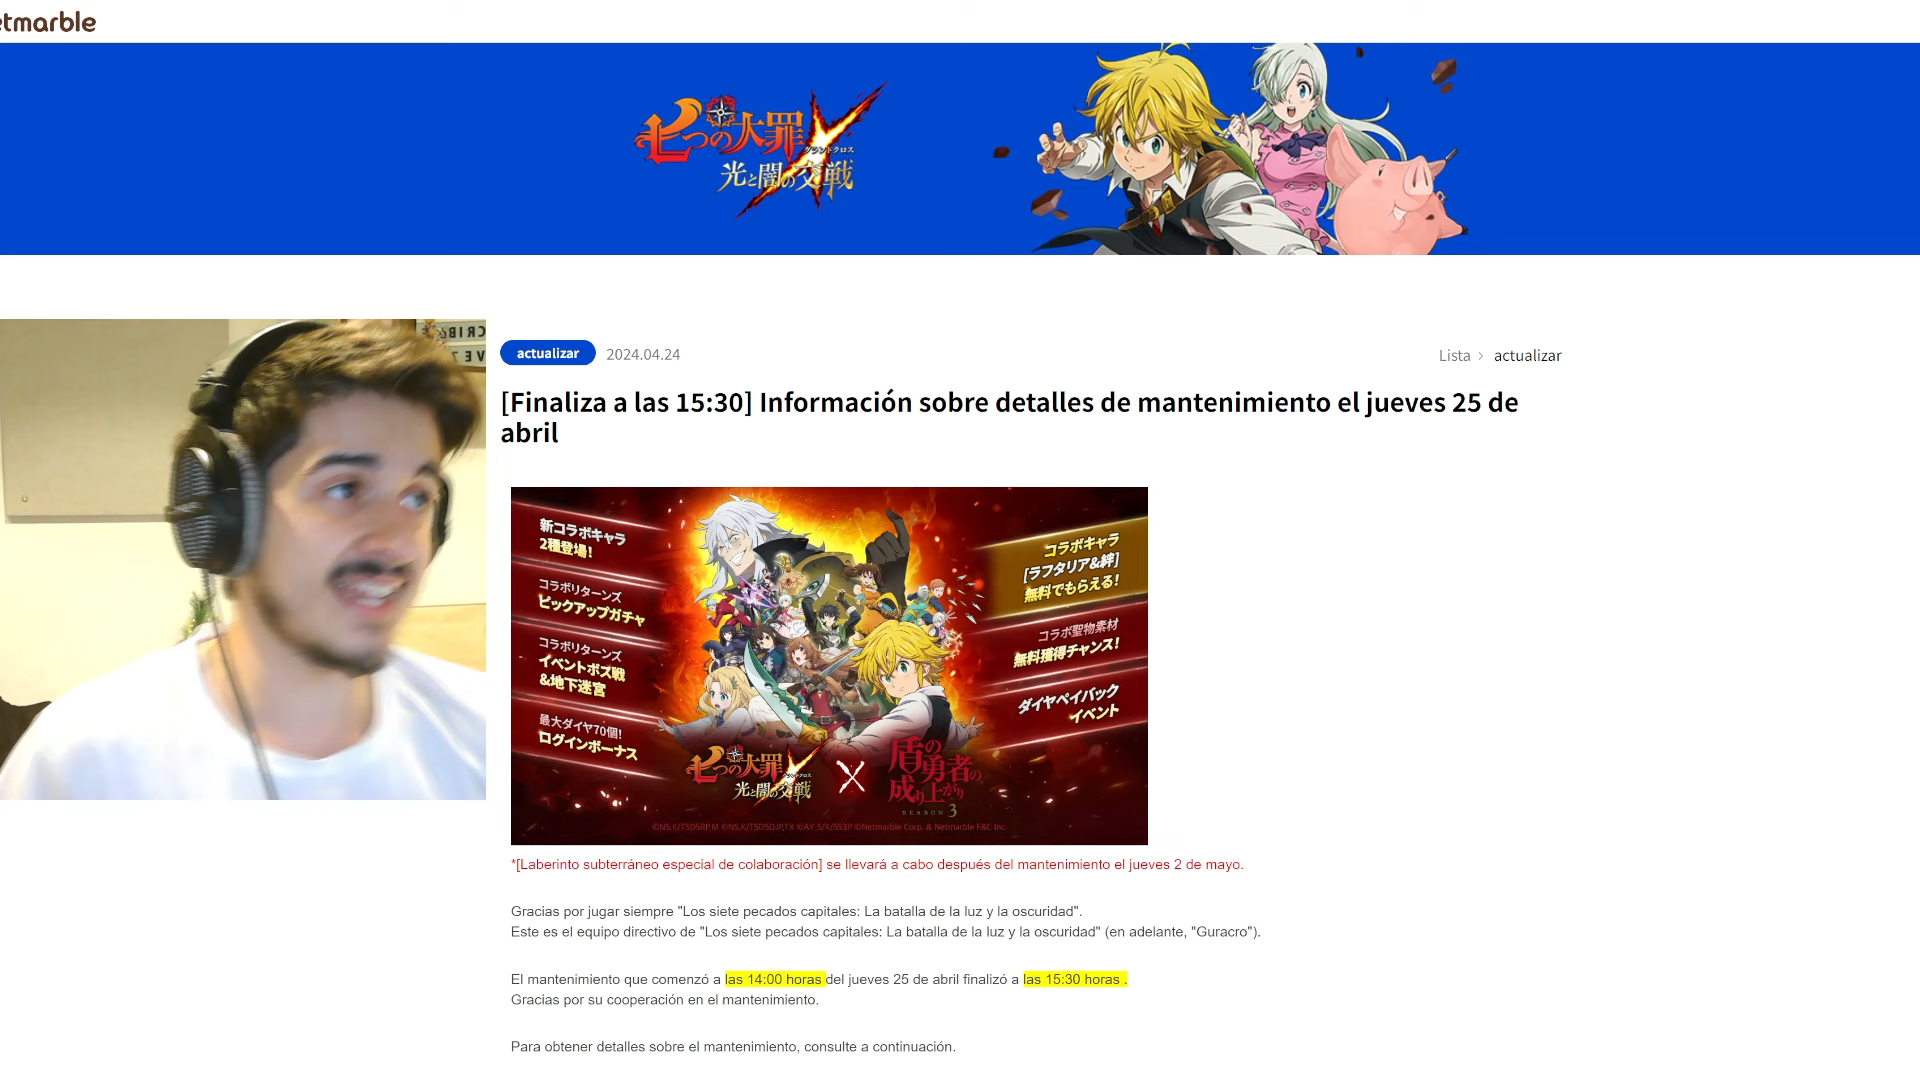 etmarble
七つの大罪
グランドクロス
光と闇の交戦
actualizar
2024.04.24
Lista > actualizar
[Finaliza a las 15:30] Información sobre detalles de mantenimiento el jueves 25 de
abril
新コラボキャラ
2種登場!
コラボリターンズ
ピックアップガチャ
コラボリターンズ
イベントボス戦
&地下迷宮
最大ダイヤ70個!
ログインボーナス
コラボキャラ
[ラフタリア&絆]
無料でもらえる!
コラボ聖物素材
無料獲得チャンス!
ダイヤペイバック
イベント
七つの大罪
光と闇の交戦
X
盾の
勇者の
成り上がり
SEASON 3
*[Laberinto subterráneo especial de colaboración] se llevará a cabo después del mantenimiento el jueves 2 de mayo.
Gracias por jugar siempre "Los siete pecados capitales: La batalla de la luz y la oscuridad".
Este es el equipo directivo de "Los siete pecados capitales: La batalla de la luz y la oscuridad" (en adelante, "Guracro").
El mantenimiento que comenzó a las 14:00 horas del jueves 25 de abril finalizó a las 15:30 horas .
Gracias por su cooperación en el mantenimiento.
Para obtener detalles sobre el mantenimiento, consulte a continuación.